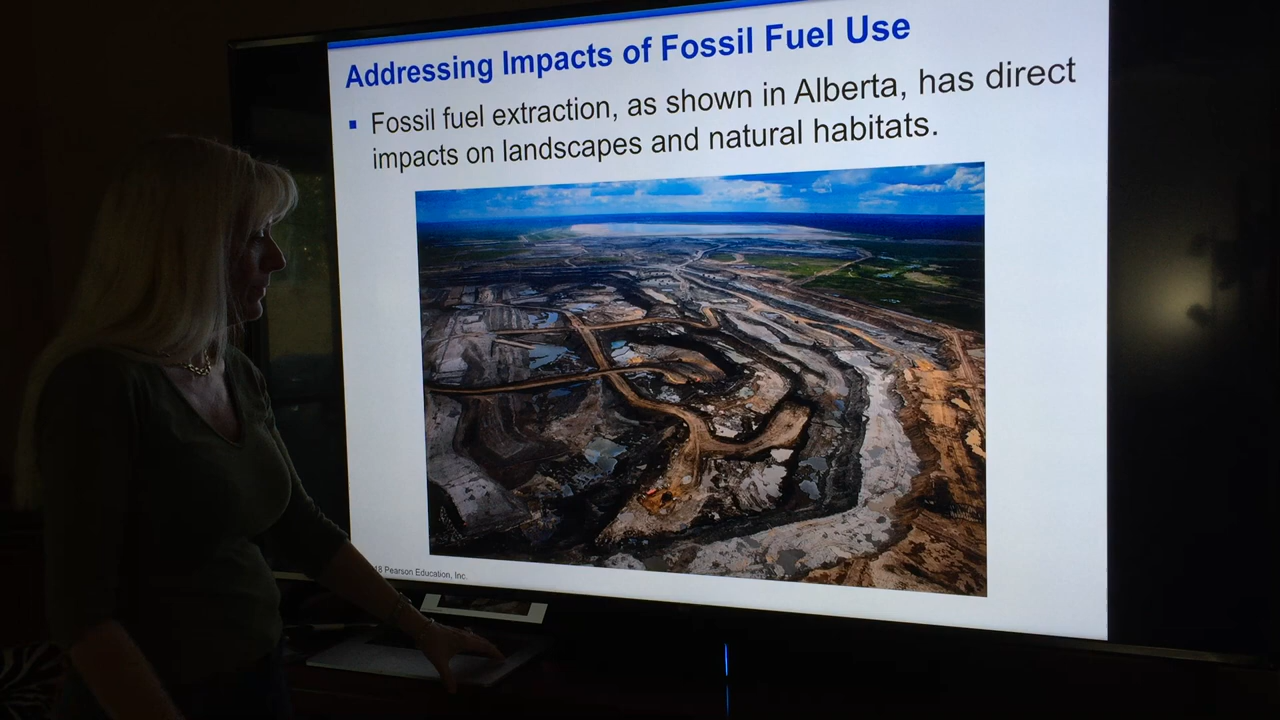 Addressing Impacts of Fossil Fuel Use
▪ Fossil fuel extraction, as shown in Alberta, has direct
impacts on landscapes and natural habitats.
Pearson Education, Inc.